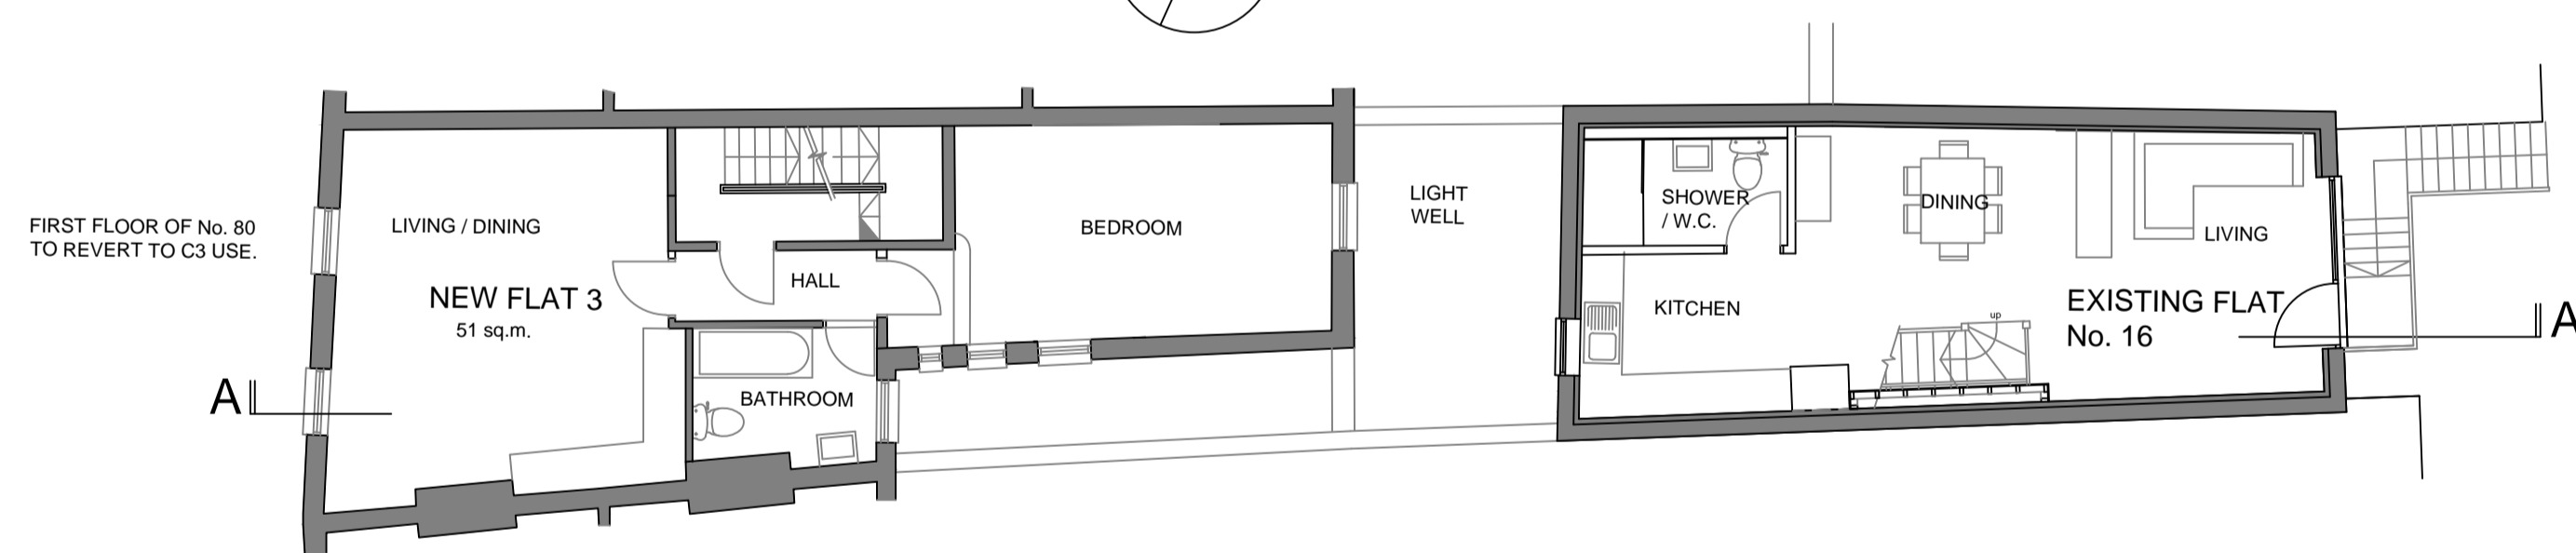 FIRST FLOOR OF No. 80
TO REVERT TO C3 USE.
LIVING / DINING
NEW FLAT 3
51 sq.m.
A
HALL
BATHROOM
BEDROOM
LIGHT
WELL
SHOWER
/ W.C.
KITCHEN
DINING
LIVING
EXISTING FLAT
No. 16
up
A